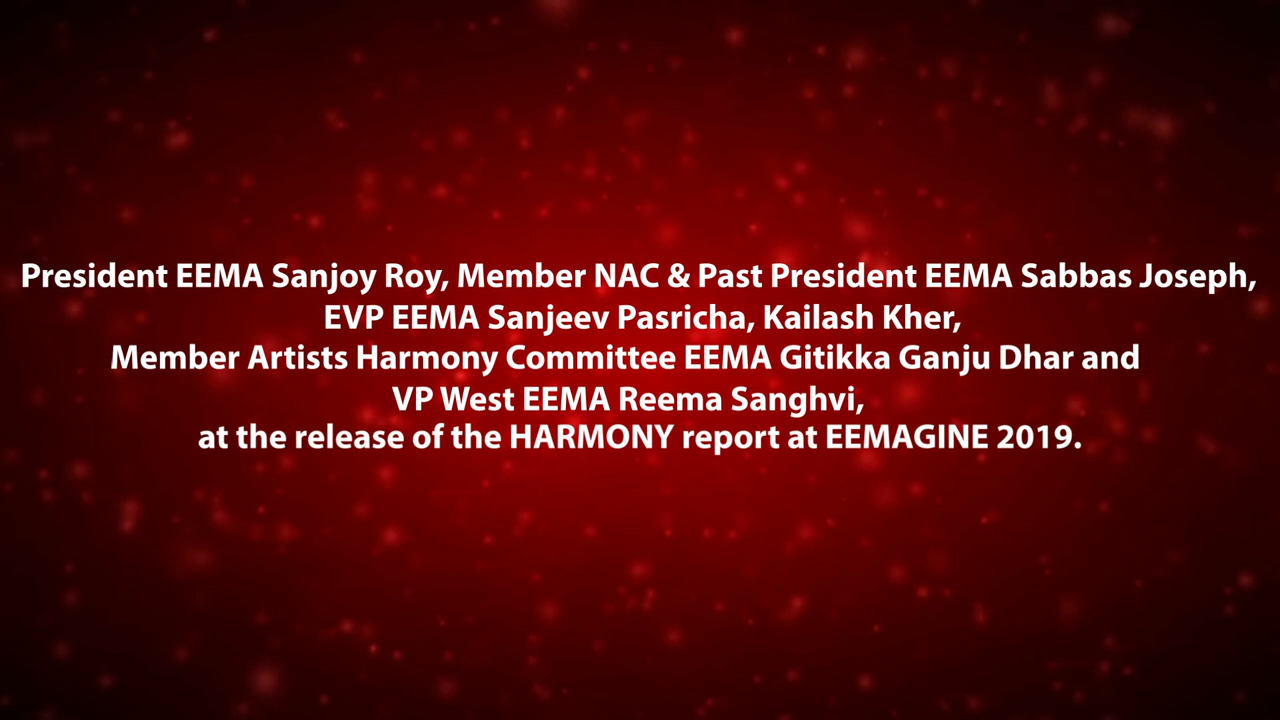 President EEMA Sanjoy Roy, Member NAC & Past President EEMA Sabbas Joseph,
EVP EEMA Sanjeev Pasricha, Kailash Kher,
Member Artists Harmony Committee EEMA Gitikka Ganju Dhar and
VP West EEMA Reema Sanghvi,
at the release of the HARMONY report at EEMAGINE 2019.